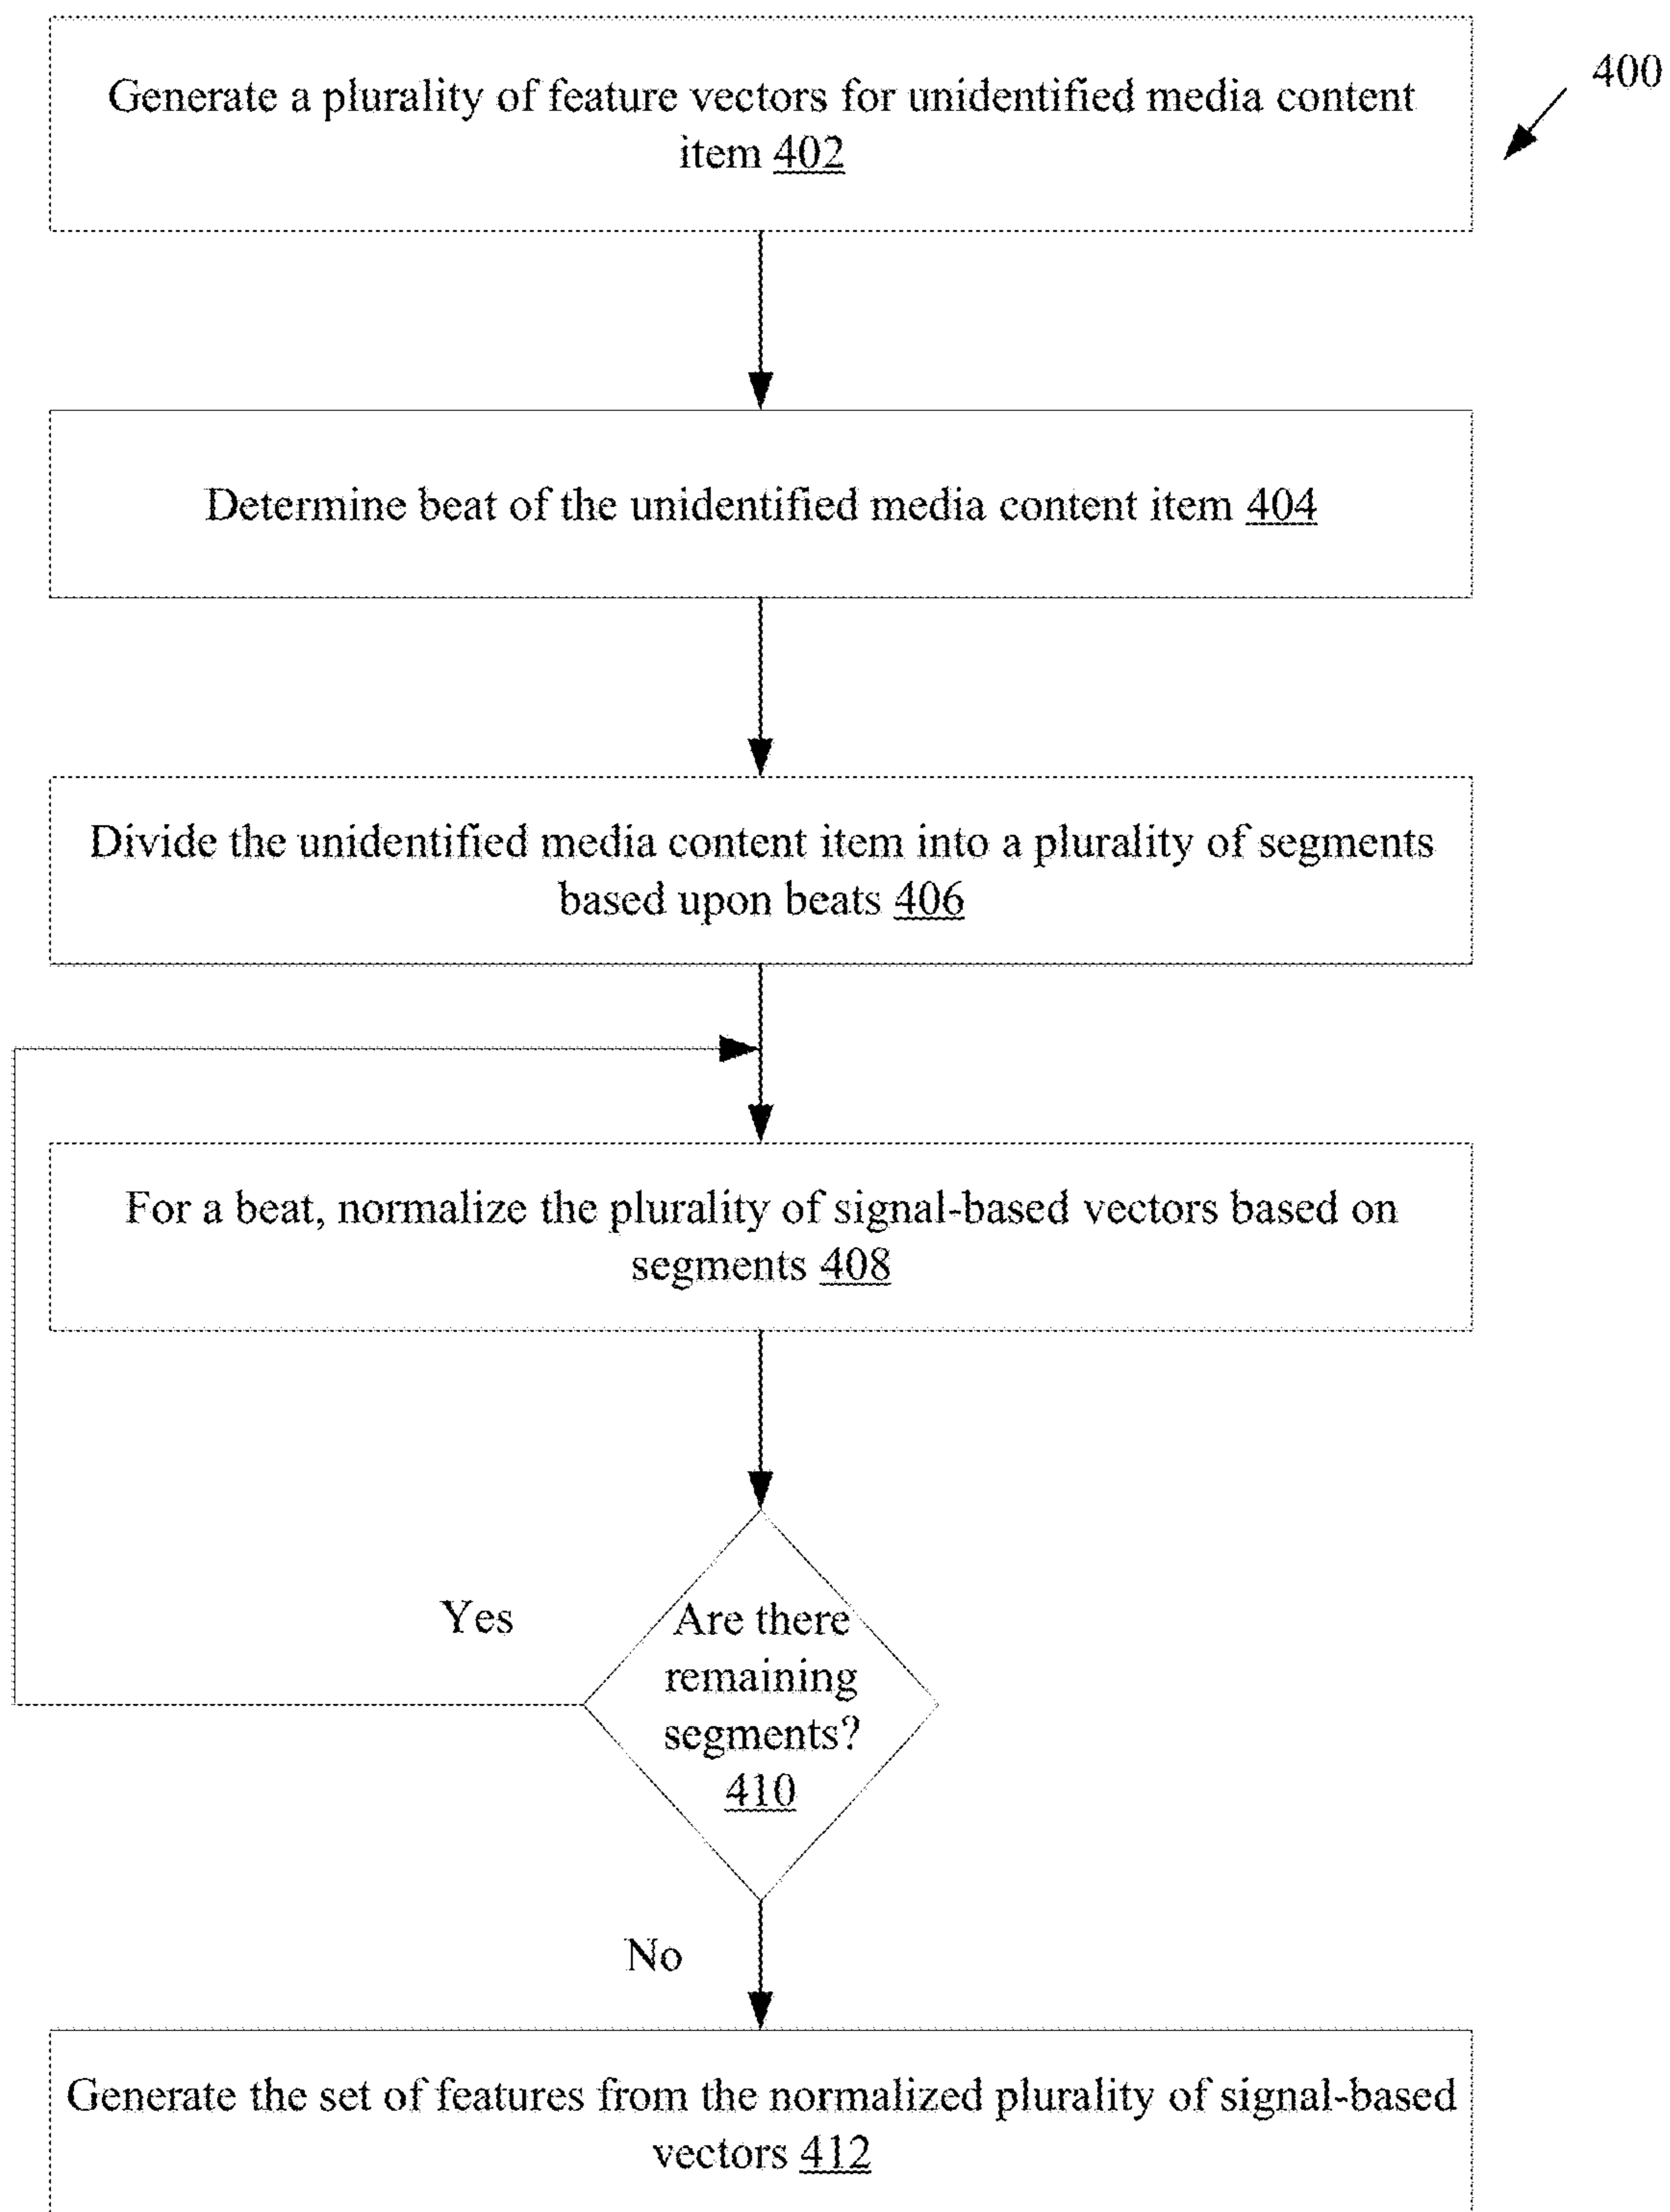 Generate a plurality of feature vectors for unidentified media content
item 402
400
Determine beat of the unidentified media content item 404
Divide the unidentified media content item into a plurality of segments
based upon beats 406
For a beat, normalize the plurality of signal-based vectors based on
segments 408
Yes
Are there
remaining
segments?
410
No
Generate the set of features from the normalized plurality of signal-based
vectors 412